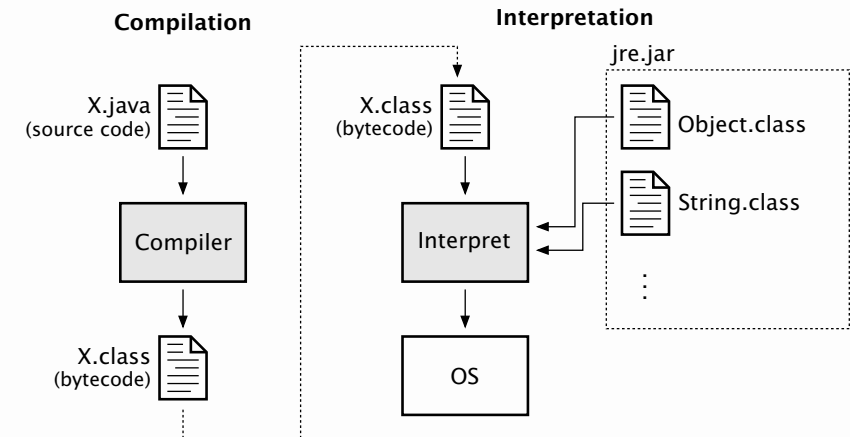 Compilation
X.java
(source code)
Compiler
X.class
(bytecode)
Interpretation
X.class
(bytecode)
Interpret
OS
jre.jar
Object.class
String.class
⋮